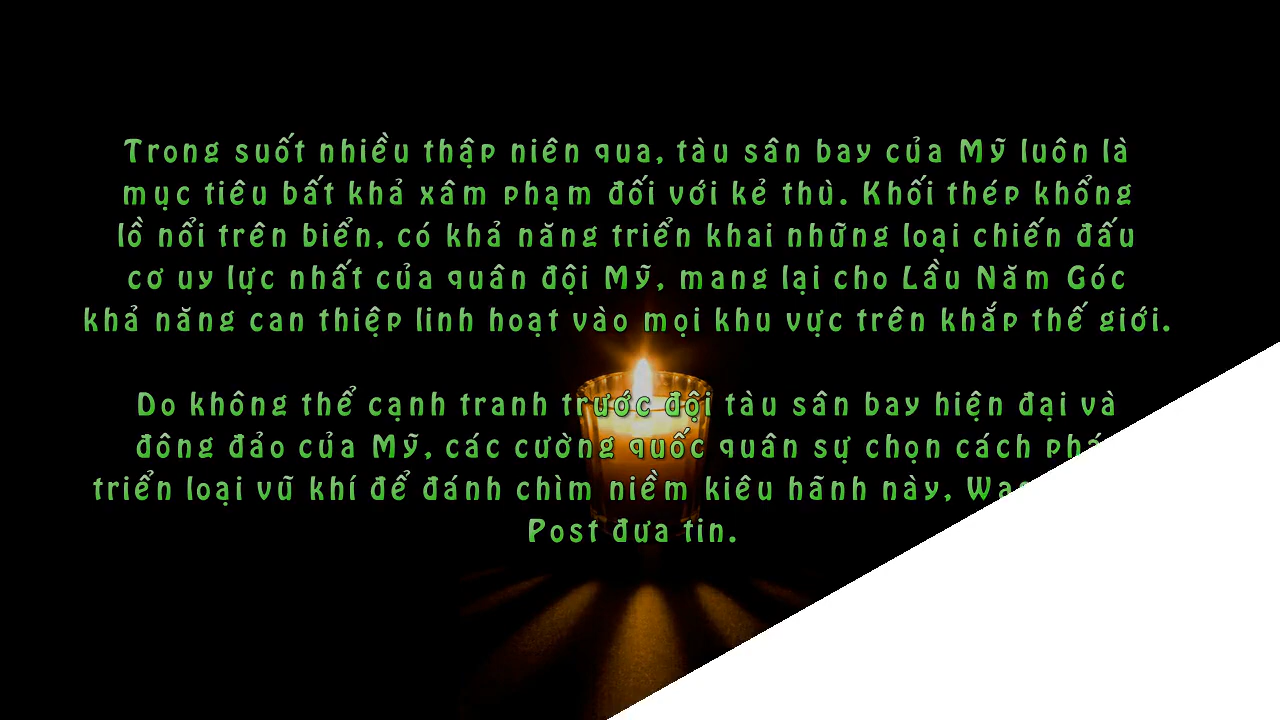 Trong suốt nhiều thập niên qua, tàu sân bay của Mỹ luôn là
mục tiêu bất khả xâm phạm đối với kẻ thù. Khối thép khổng
lồ nổi trên biển, có khả năng triển khai những loại chiến đấu
cơ uy lực nhất của quân đội Mỹ, mang lại cho Lầu Năm Góc
khả năng can thiệp linh hoạt vào mọi khu vực trên khắp thế giới.
Do không thể cạnh tranh trước đội tàu sân bay hiện đại và
đông đảo của Mỹ, các cường quốc quân sự chọn cách
triển loại vũ khí để đánh chìm niềm kiêu hãnh này,
Post đưa tin.